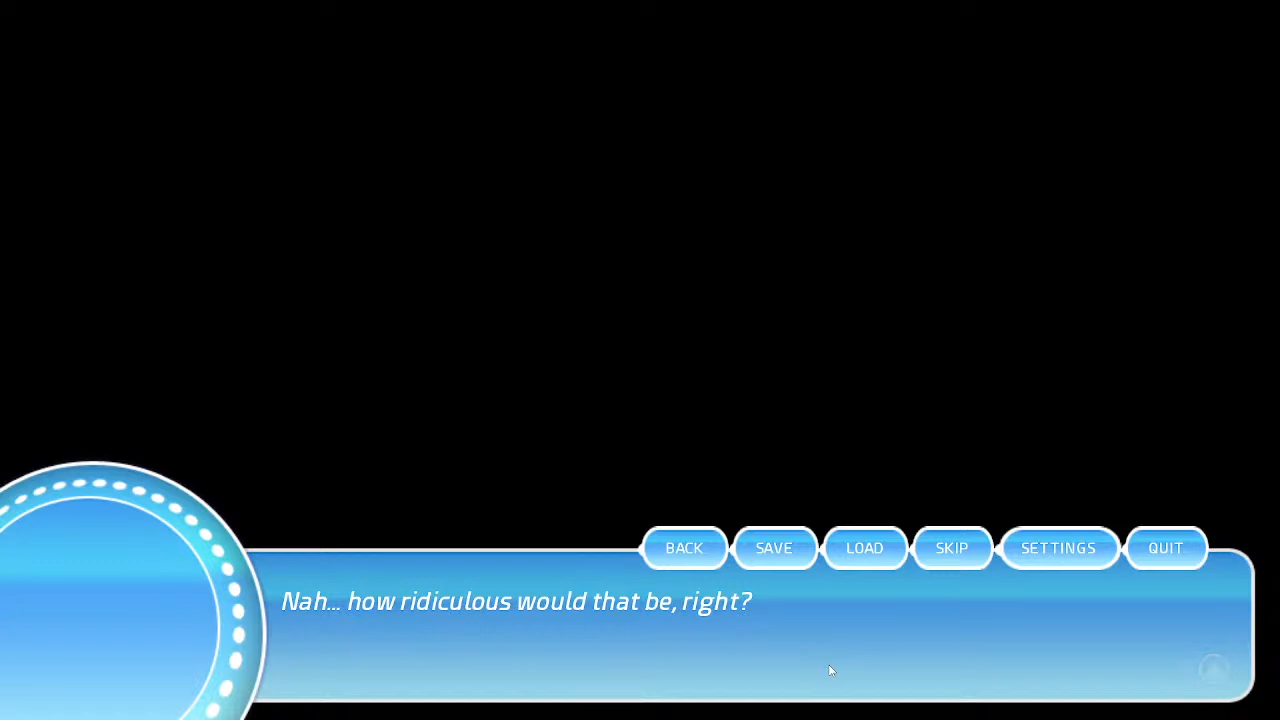 BACK SAVE LOAD SKIP SETTINGS QUIT
Nah... how ridiculous would that be, right?